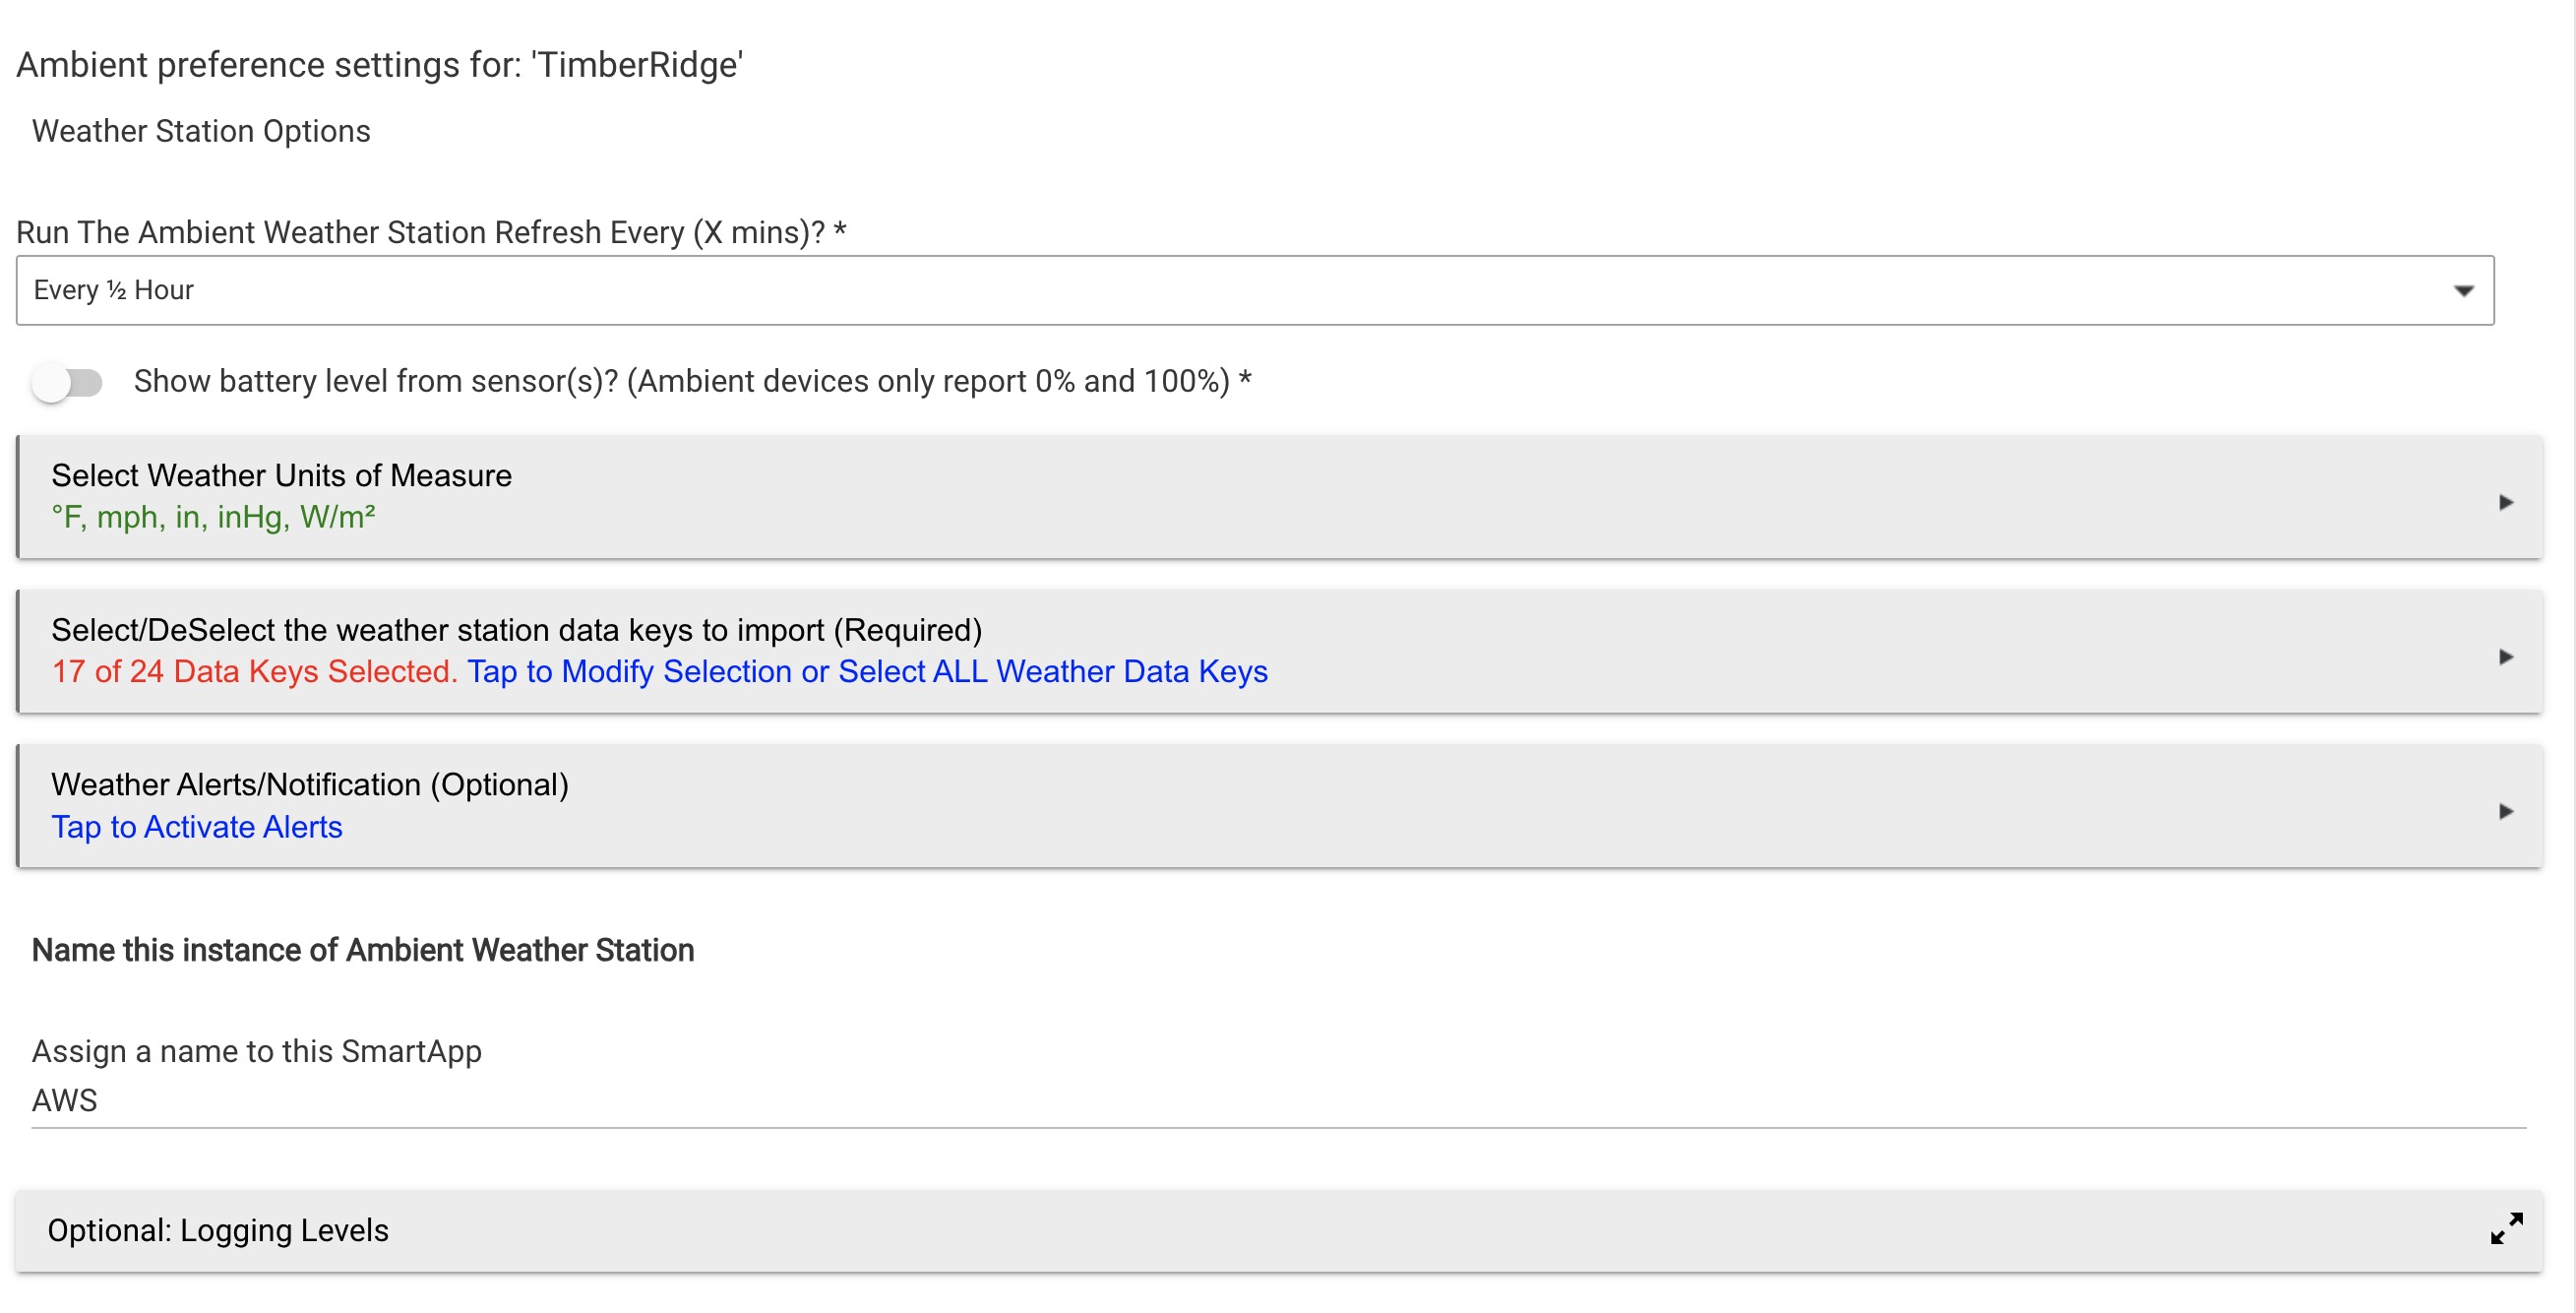 Ambient preference settings for: 'TimberRidge'
Weather Station Options
Run The Ambient Weather Station Refresh Every (X mins)? *
Every ½ Hour
Show battery level from sensor(s)? (Ambient devices only report 0% and 100%) *
Select Weather Units of Measure
°F, mph, in, inHg, W/m²
Select/DeSelect the weather station data keys to import (Required)
17 of 24 Data Keys Selected. Tap to Modify Selection or Select ALL Weather Data Keys
Weather Alerts/Notification (Optional)
Tap to Activate Alerts
Name this instance of Ambient Weather Station
Assign a name to this SmartApp
AWS
Optional: Logging Levels